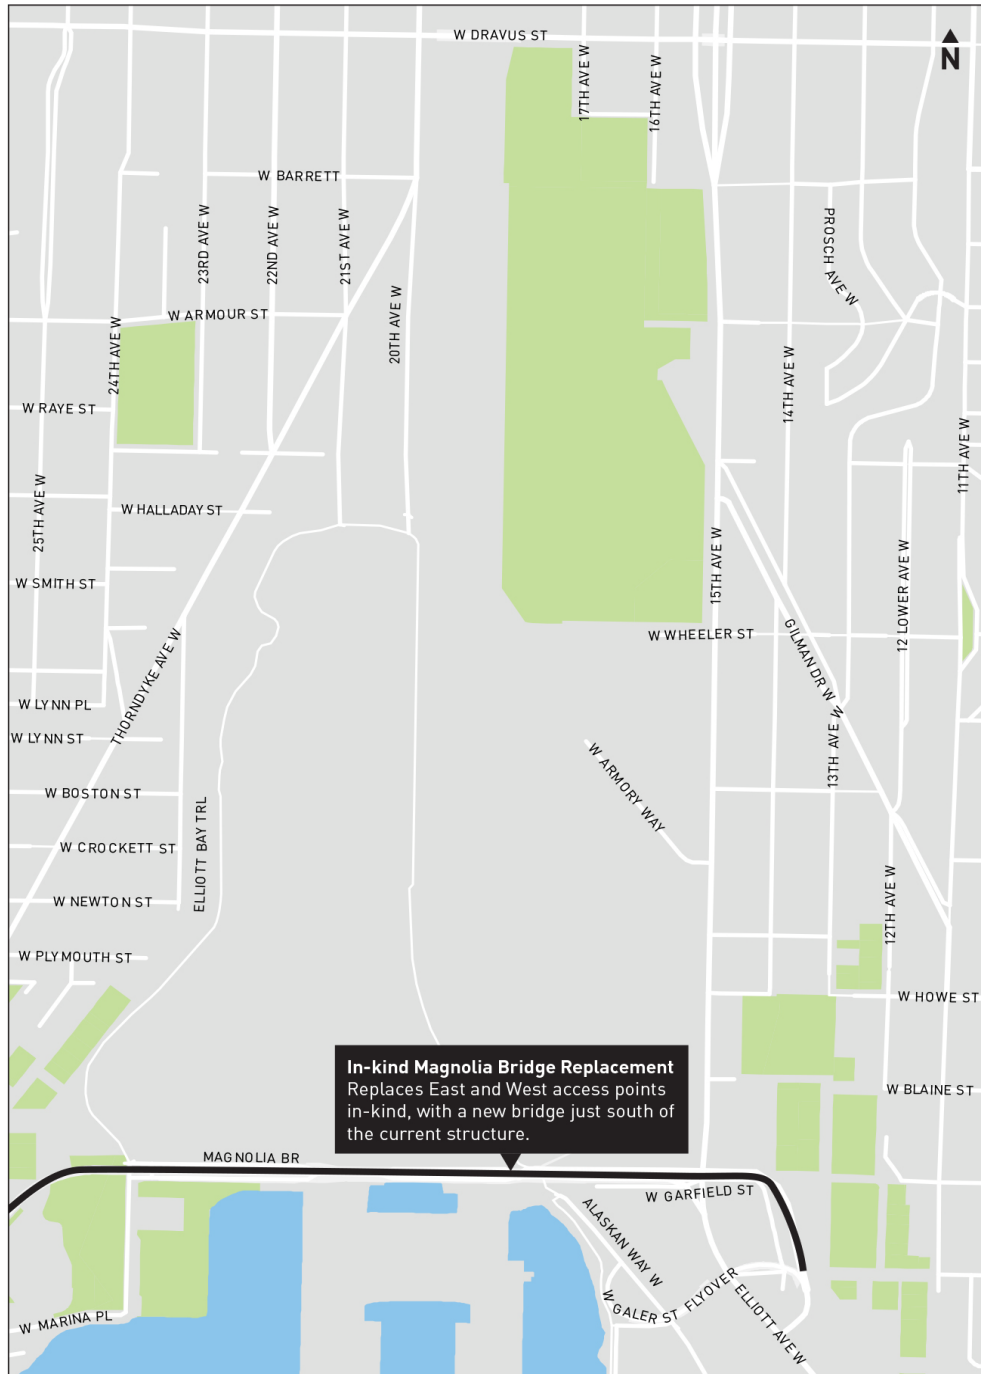 W DRAVUS ST
N
17TH AVE W
16TH AVE W
W BARRETT
23RD AVE W
22ND AVE W
21ST AVE W
PROSCH AVE W
20TH AVE W
W ARMOUR ST
24TH AVE W
14TH AVE W
W RAYE ST
11TH AVE W
25TH AVE W
W HALLADAY ST
15TH AVE W
12 LOWER AVE W
W SMITH ST
W WHEELER ST
GILMAN DR W
THORNDYKE AVE W
W LYNN PL
W LYNN ST
13TH AVE W
W ARMORY WAY
W BOSTON ST
ELLIOTT BAY TRL
W CROCKETT ST
12TH AVE W
W NEWTON ST
W PLYMOUTH ST
W HOWE ST
In-kind Magnolia Bridge Replacement
Replaces East and West access points
in-kind, with a new bridge just south of
the current structure.
W BLAINE ST
MAGNOLIA BR
W GARFIELD ST
ALASKAN WAY W
W GALER ST FLYOVER
ELLIOTT AVE W
W MARINA PL